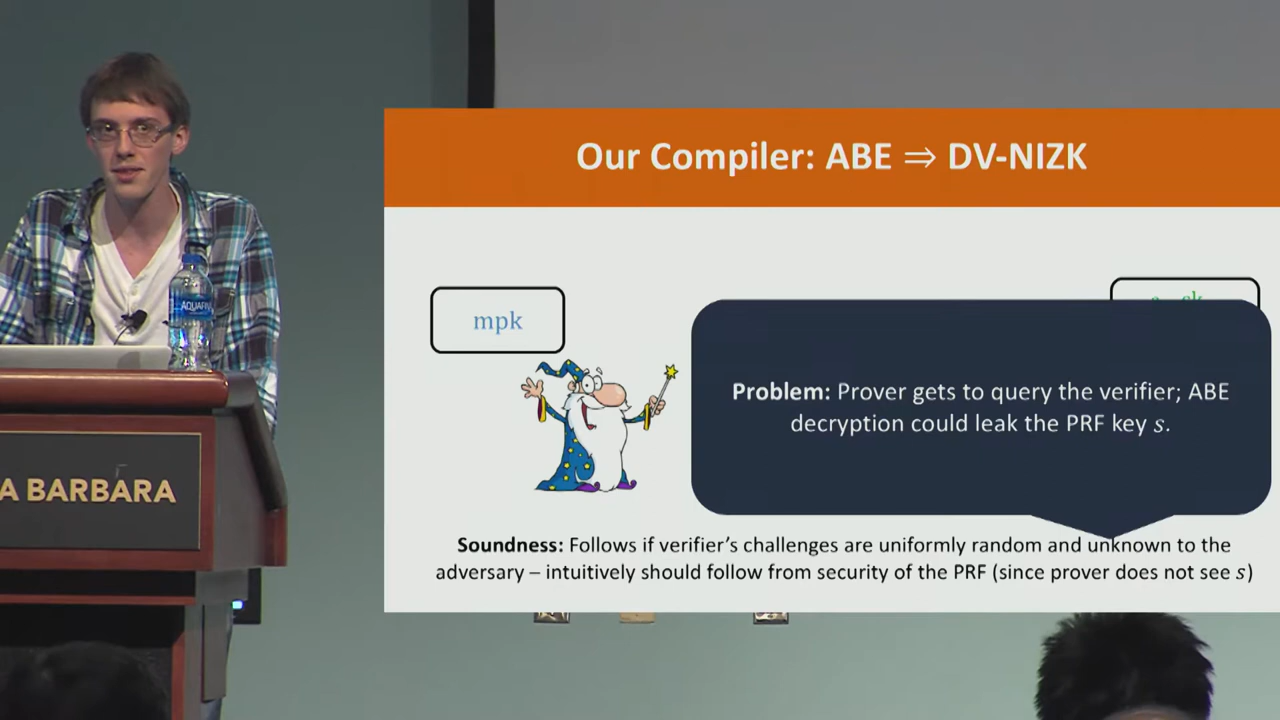 Our Compiler: ABE ⇒ DV-NIZK
mpk
Problem: Prover gets to query the verifier; ABE
decryption could leak the PRF key s.
Soundness: Follows if verifier's challenges are uniformly random and unknown to the
adversary – intuitively should follow from security of the PRF (since prover does not see s)
AQUAFINA
A BARBARA